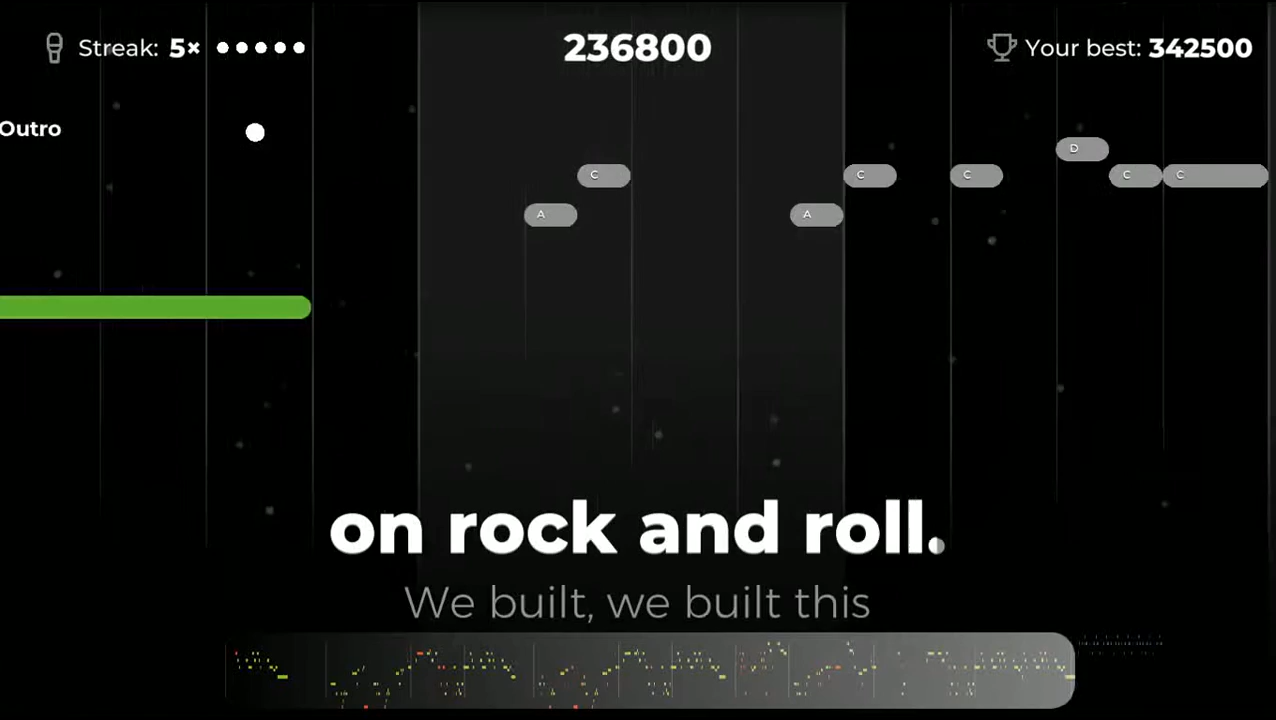 Streak: 5× 236800 Your best: 342500
Outro
D
C C C C C
A A
on rock and roll.
We built, we built this